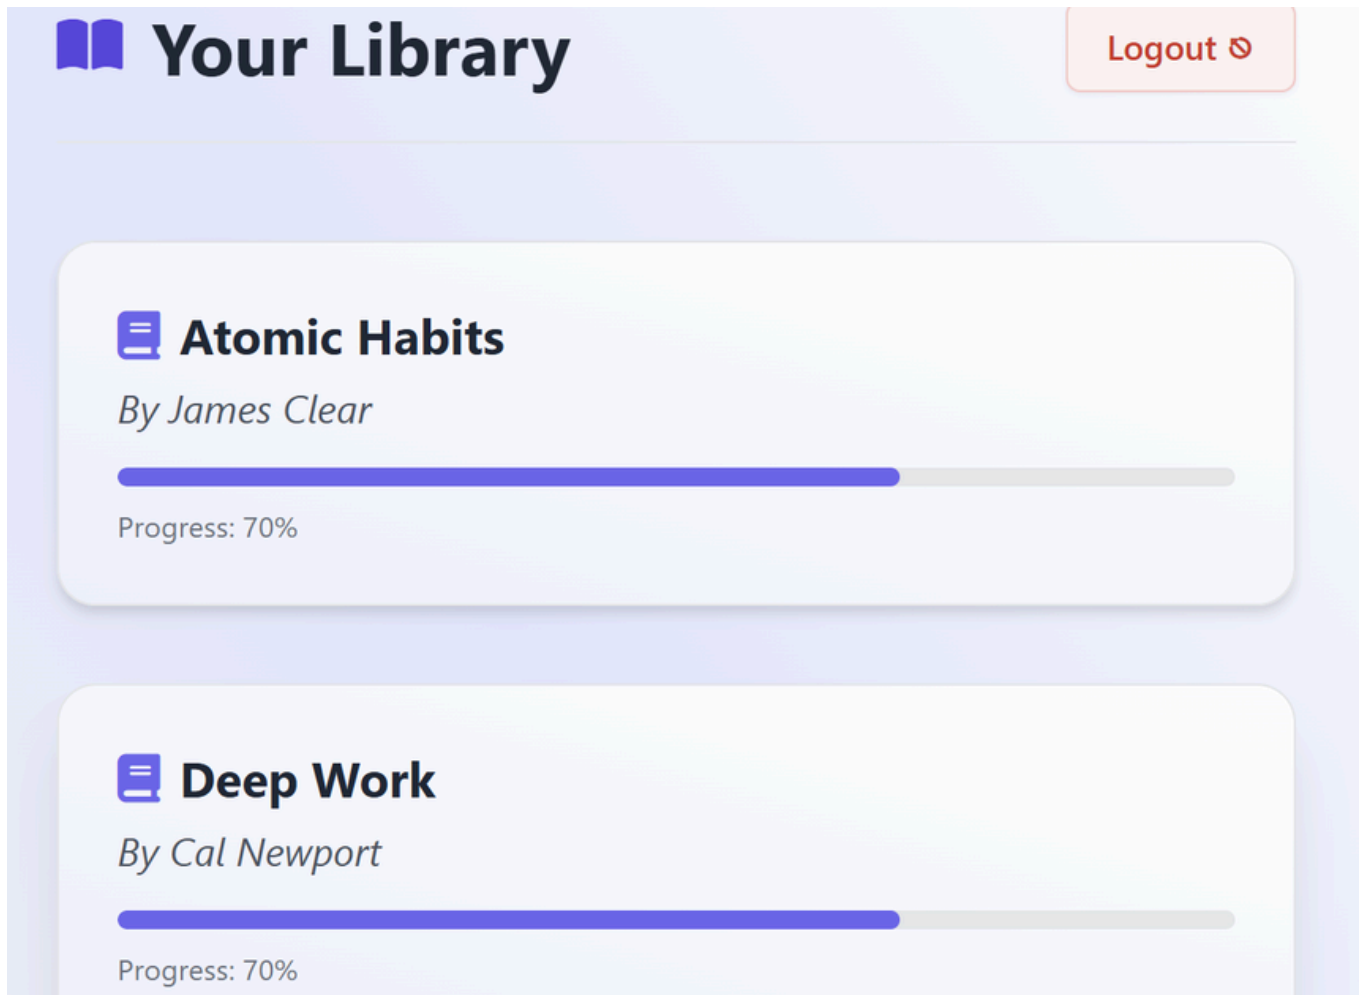 Your Library
Logout
Atomic Habits
By James Clear
Progress: 70%
Deep Work
By Cal Newport
Progress: 70%